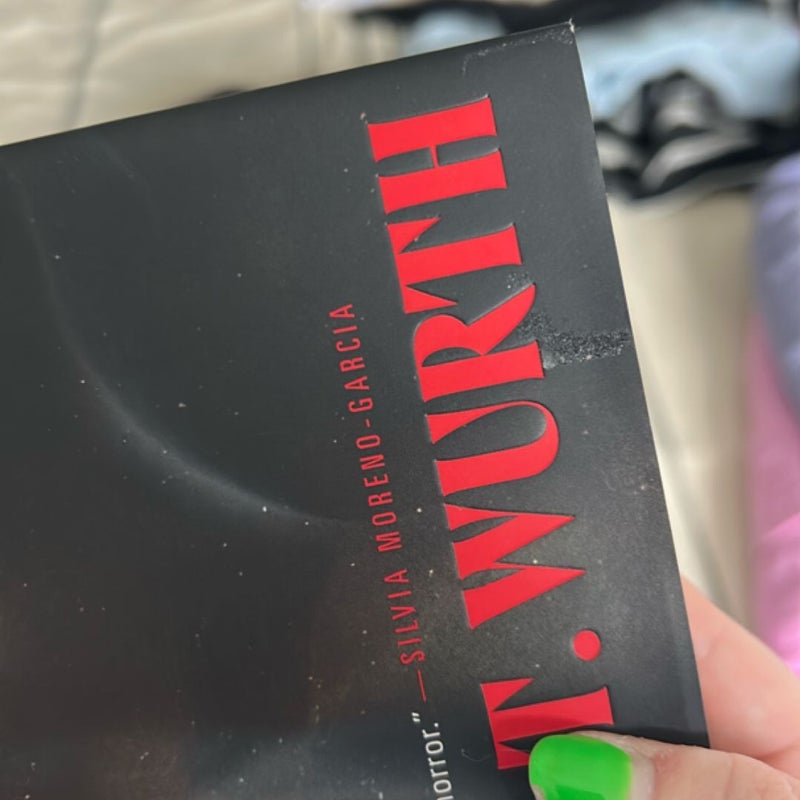 T. WURTH
—SILVIA MORENO-GARCIA
horror.”